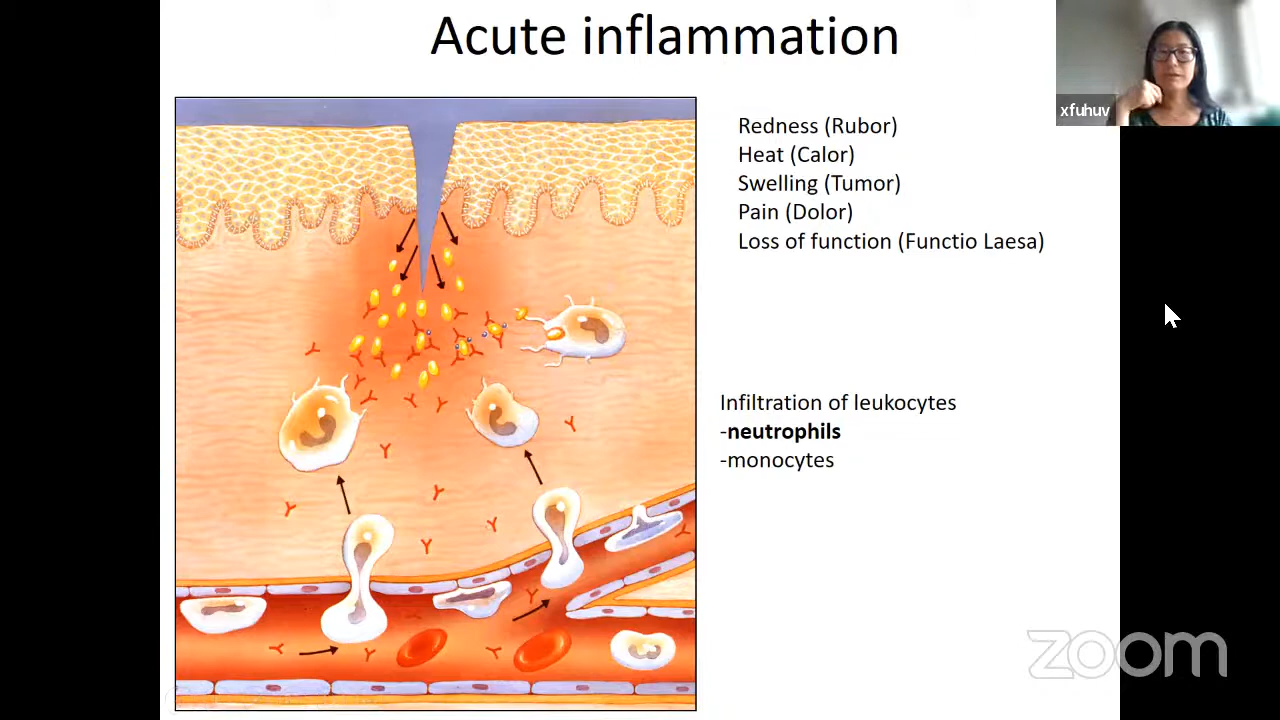 Acute inflammation
xfuhuv
Redness (Rubor)
Heat (Calor)
Swelling (Tumor)
Pain (Dolor)
Loss of function (Functio Laesa)
Infiltration of leukocytes
-neutrophils
-monocytes
zoom